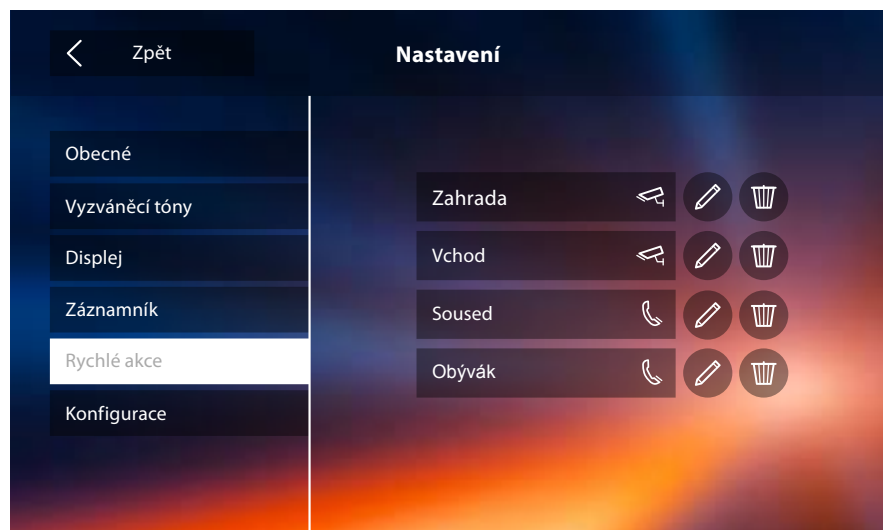 Zpět
Nastavení
Obecné
Vyzváněcí tóny
Displej
Záznamník
Rychlé akce
Konfigurace
Zahrada
Vchod
Soused
Obývák